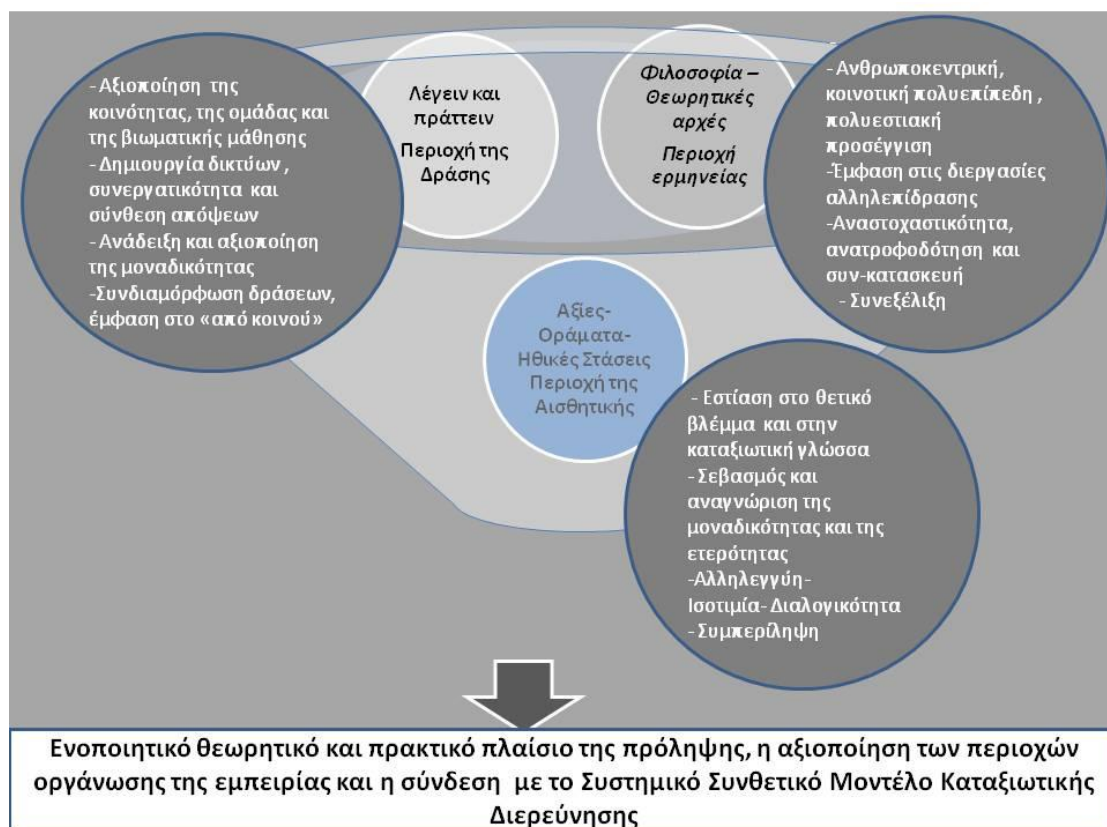 - Αξιοποίηση της
κοινότητας, της ομάδας και
της βιωματικής μάθησης
- Δημιουργία δικτύων ,
συνεργατικότητα και
σύνθεση απόψεων
- Ανάδειξη και αξιοποίηση
της μοναδικότητας
-Συνδιαμόρφωση δράσεων,
έμφαση στο «από κοινού»
Λέγειν και
πράττειν
Περιοχή της
Δράσης
Φιλοσοφία –
Θεωρητικές
αρχές
Περιοχή
ερμηνείας
- Ανθρωποκεντρική,
κοινοτική πολυεπίπεδη ,
πολυεστιακή
προσέγγιση
-Έμφαση στις διεργασίες
αλληλεπίδρασης
-Αναστοχαστικότητα,
ανατροφοδότηση και
συν-κατασκευή
- Συνεξέλιξη
Αξίες-
Οράματα-
Ηθικές Στάσεις
Περιοχή της
Αισθητικής
- Εστίαση στο θετικό
βλέμμα και στην
καταξιωτική γλώσσα
- Σεβασμός και
αναγνώριση της
μοναδικότητας και της
ετερότητας
-Αλληλεγγύη-
Ισοτιμία- Διαλογικότητα
- Συμπερίληψη
Ενοποιητικό θεωρητικό και πρακτικό πλαίσιο της πρόληψης, η αξιοποίηση των περιοχών
οργάνωσης της εμπειρίας και η σύνδεση με το Συστημικό Συνθετικό Μοντέλο Καταξιωτικής
Διερεύνησης